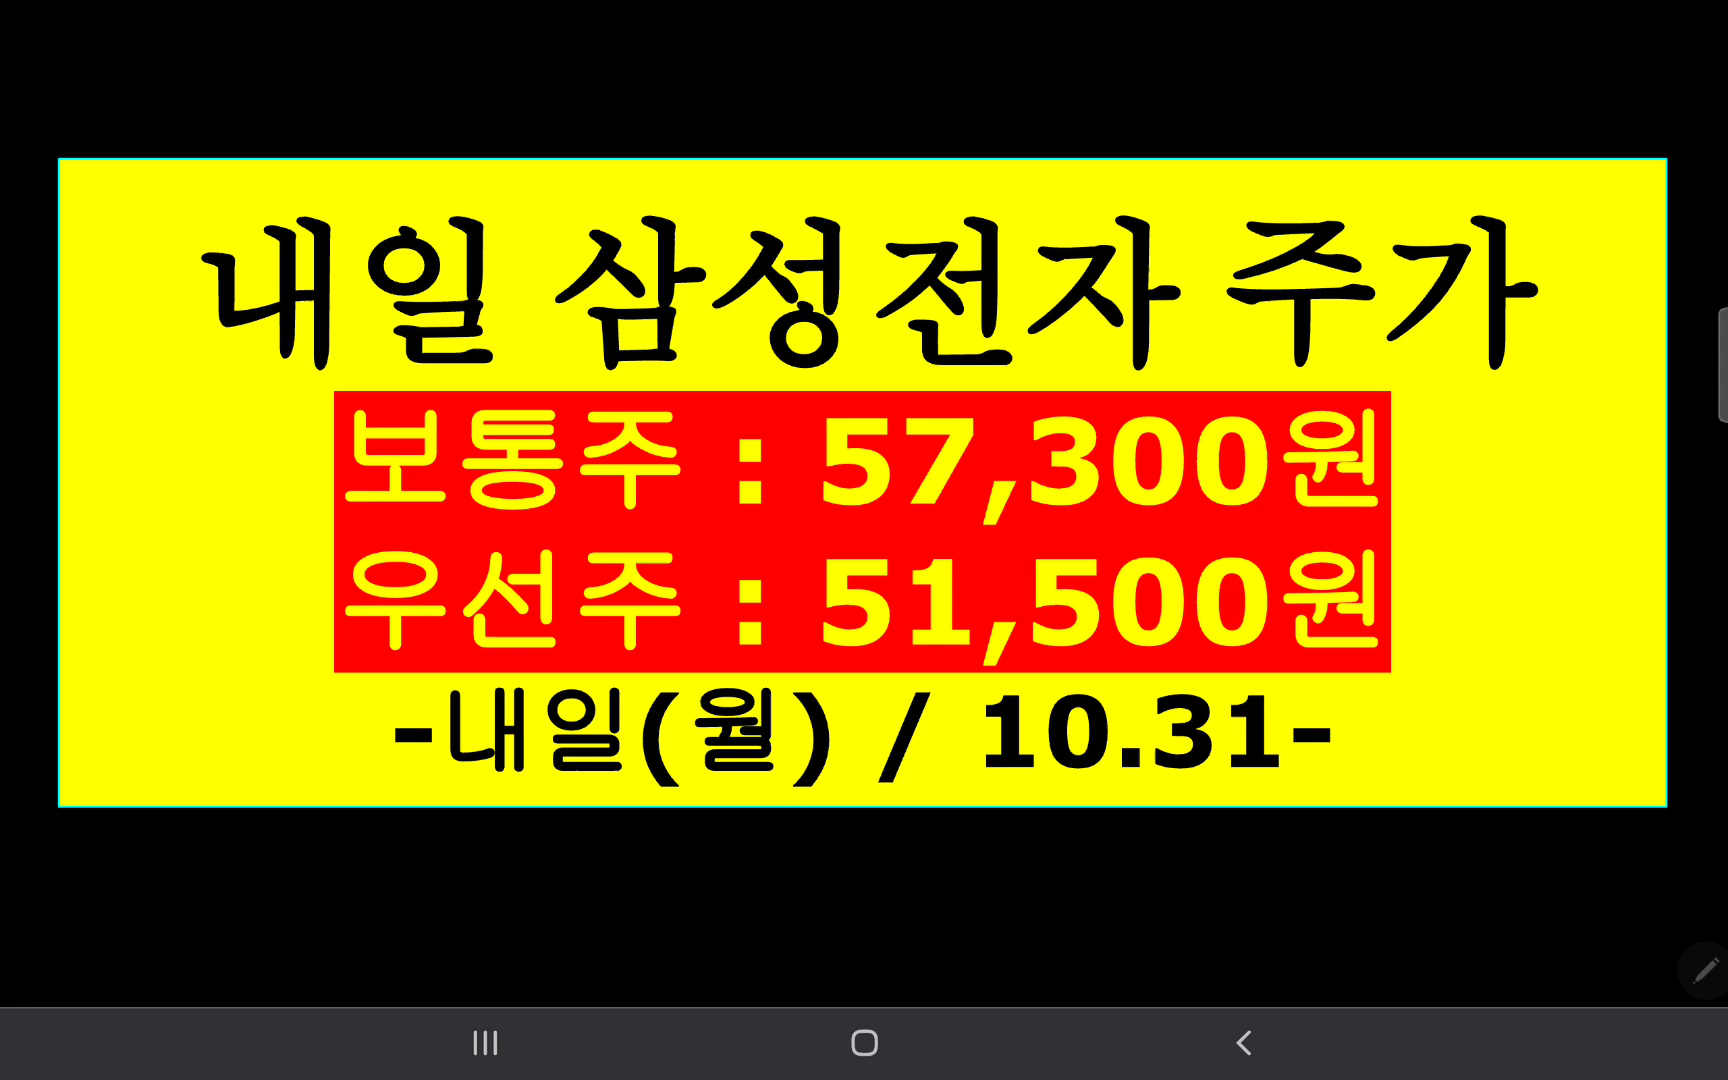 내일 삼성전자 주가
보통주 : 57,300원
우선주 : 51,500원
-내일(월) / 10.31-